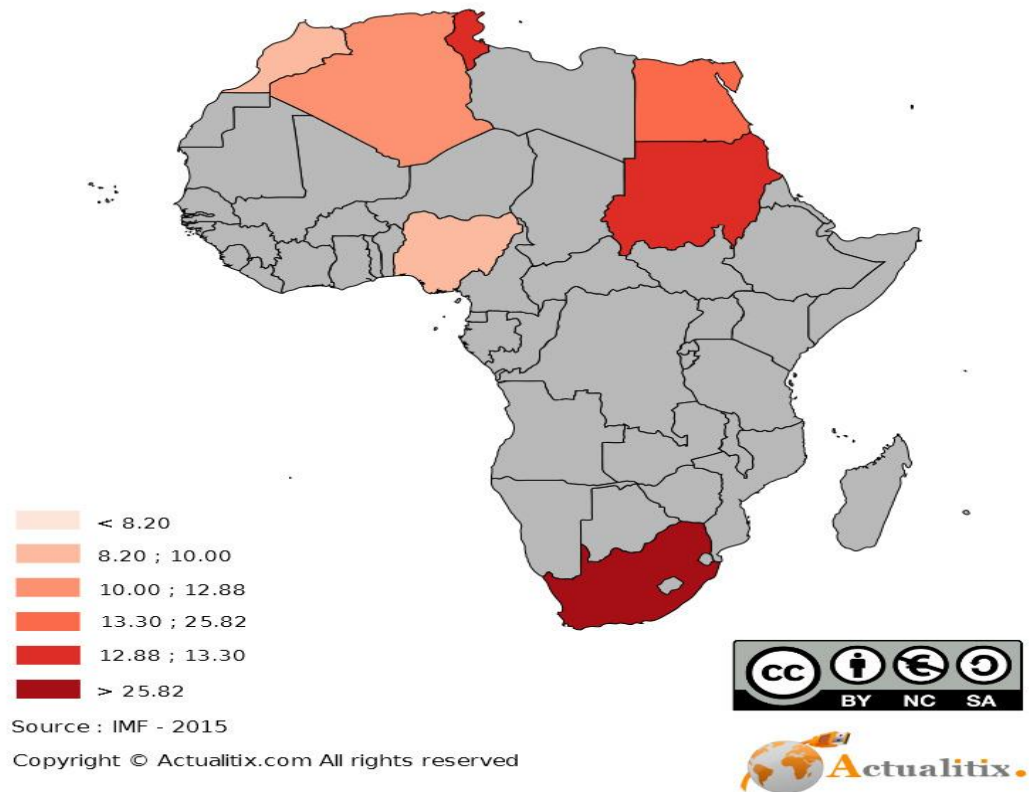 < 8.20
8.20 ; 10.00
10.00 ; 12.88
13.30 ; 25.82
12.88 ; 13.30
> 25.82
Source : IMF - 2015
Copyright © Actualitix.com All rights reserved
cc
BY NC SA
Actualitix.